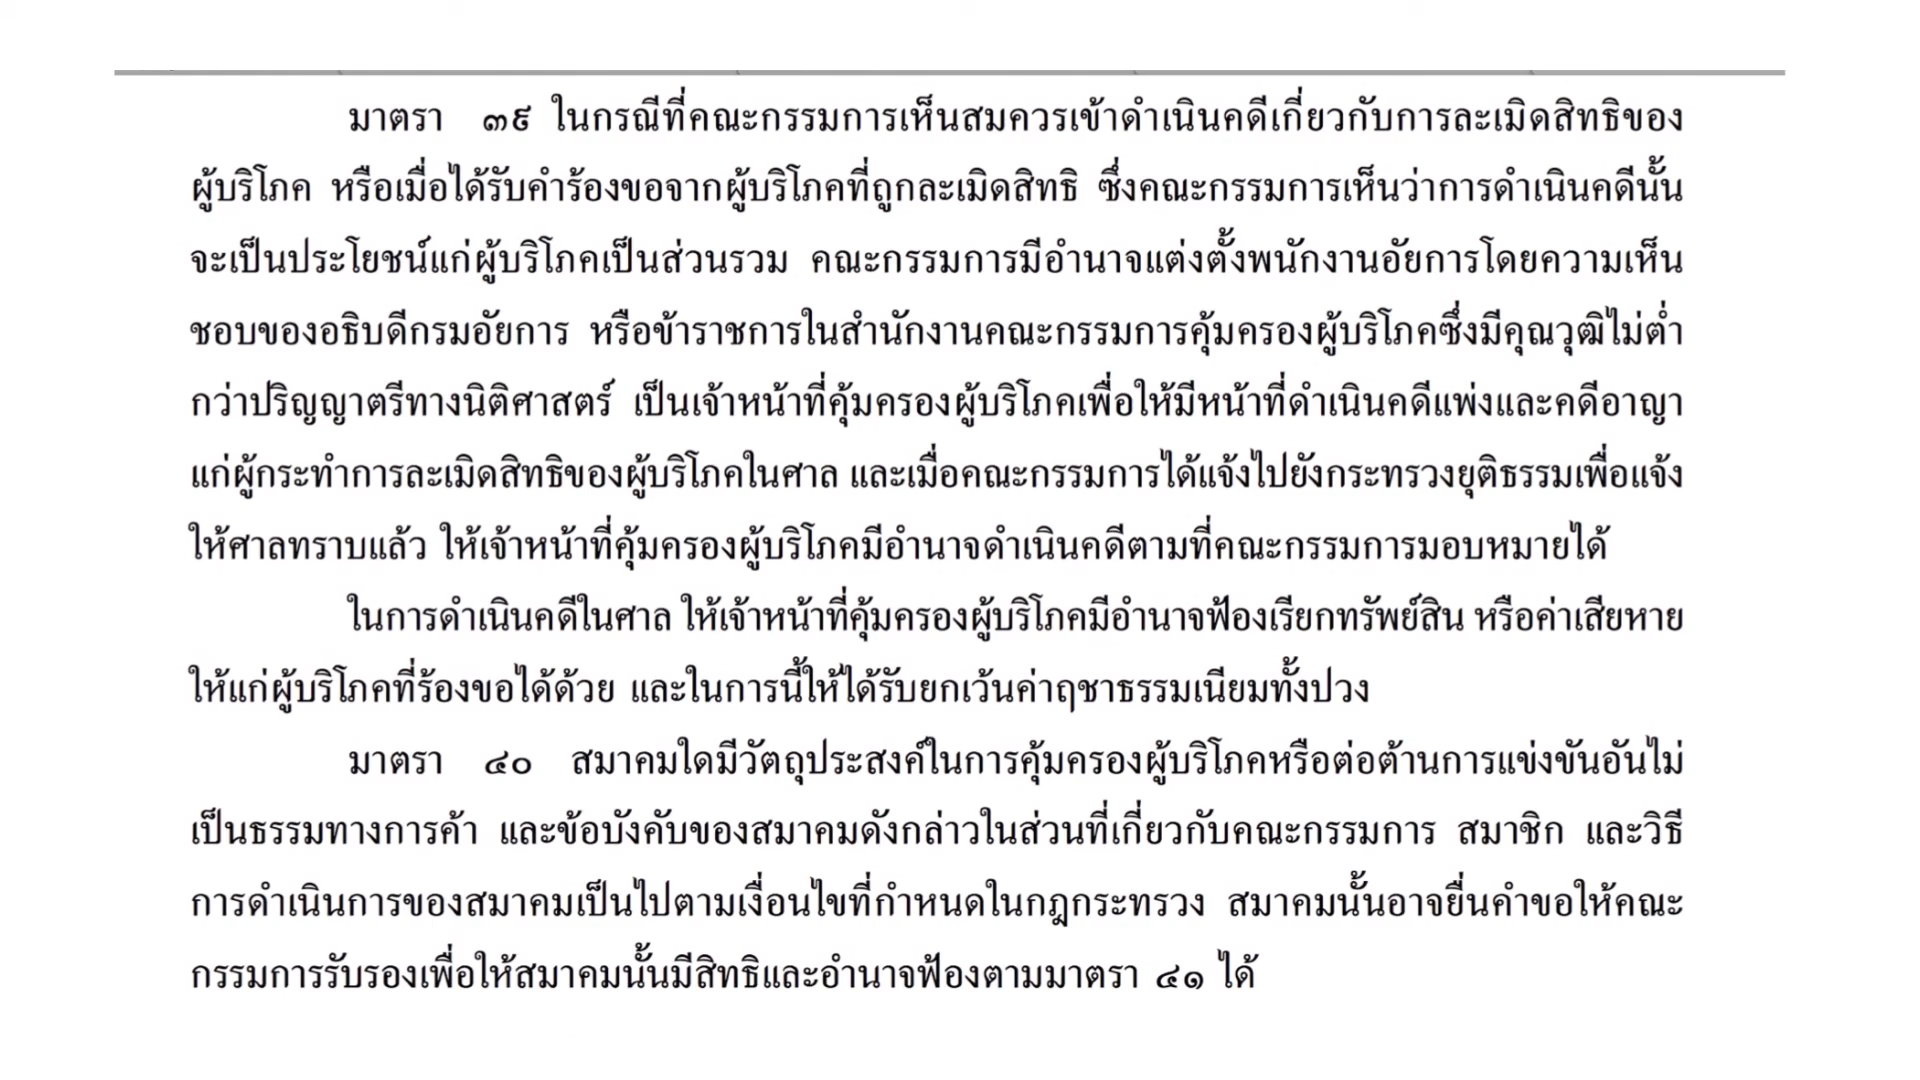 มาตรา ๓๙ ในกรณีที่คณะกรรมการเห็นสมควรเข้าดำเนินคดีเกี่ยวกับการละเมิดสิทธิของ
ผู้บริโภค หรือเมื่อได้รับคำร้องขอจากผู้บริโภคที่ถูกละเมิดสิทธิ ซึ่งคณะกรรมการเห็นว่าการดำเนินคดีนั้น
จะเป็นประโยชน์แก่ผู้บริโภคเป็นส่วนรวม คณะกรรมการมีอำนาจแต่งตั้งพนักงานอัยการโดยความเห็น
ชอบของอธิบดีกรมอัยการ หรือข้าราชการในสำนักงานคณะกรรมการคุ้มครองผู้บริโภคซึ่งมีคุณวุฒิไม่ต่ำ
กว่าปริญญาตรีทางนิติศาสตร์ เป็นเจ้าหน้าที่คุ้มครองผู้บริโภคเพื่อให้มีหน้าที่ดำเนินคดีแพ่งและคดีอาญา
แก่ผู้กระทำการละเมิดสิทธิของผู้บริโภคในศาล และเมื่อคณะกรรมการได้แจ้งไปยังกระทรวงยุติธรรมเพื่อแจ้ง
ให้ศาลทราบแล้ว ให้เจ้าหน้าที่คุ้มครองผู้บริโภคมีอำนาจดำเนินคดีตามที่คณะกรรมการมอบหมายได้
ในการดำเนินคดีในศาล ให้เจ้าหน้าที่คุ้มครองผู้บริโภคมีอำนาจฟ้องเรียกทรัพย์สิน หรือค่าเสียหาย
ให้แก่ผู้บริโภคที่ร้องขอได้ด้วย และในการนี้ให้ได้รับยกเว้นค่าฤชาธรรมเนียมทั้งปวง
มาตรา ๔๐ สมาคมใดมีวัตถุประสงค์ในการคุ้มครองผู้บริโภคหรือต่อต้านการแข่งขันอันไม่
เป็นธรรมทางการค้า และข้อบังคับของสมาคมดังกล่าวในส่วนที่เกี่ยวกับคณะกรรมการ สมาชิก และวิธี
การดำเนินการของสมาคมเป็นไปตามเงื่อนไขที่กำหนดในกฎกระทรวง สมาคมนั้นอาจยื่นคำขอให้คณะ
กรรมการรับรองเพื่อให้สมาคมนั้นมีสิทธิและอำนาจฟ้องตามมาตรา ๔๑ ได้